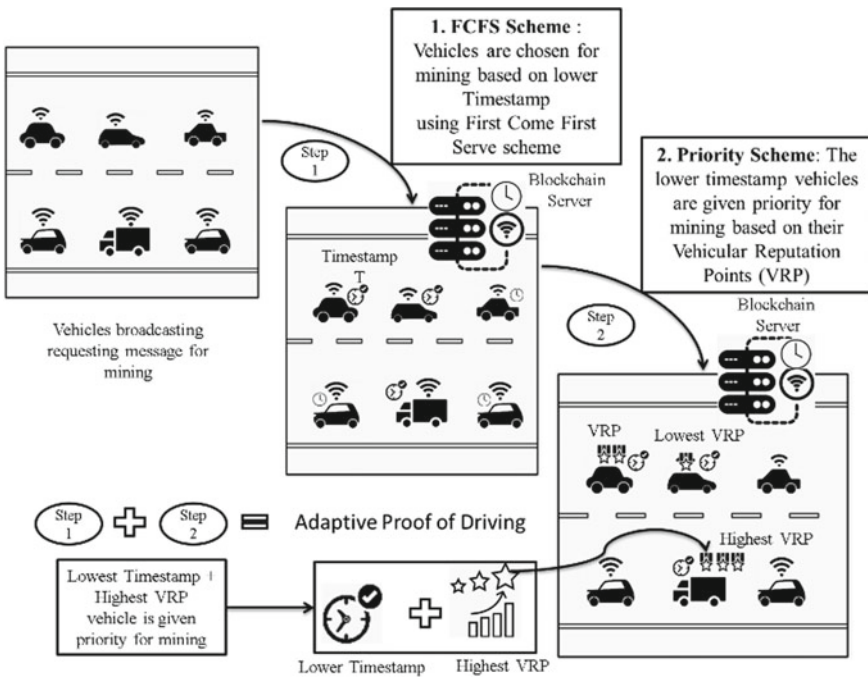 1. FCFS Scheme :
Vehicles are chosen for
mining based on lower
Timestamp
using First Come First
Serve scheme
Step
1
2. Priority Scheme: The
lower timestamp vehicles
are given priority for
mining based on their
Vehicular Reputation
Points (VRP)
Blockchain
Server
Timestamp
T
Vehicles broadcasting
requesting message for
mining
Step
2
Blockchain
Server
VRP
Lowest VRP
Highest VRP
Step
1
Step
2
Adaptive Proof of Driving
Lowest Timestamp +
Highest VRP
vehicle is given
priority for mining
Lower Timestamp
Highest VRP